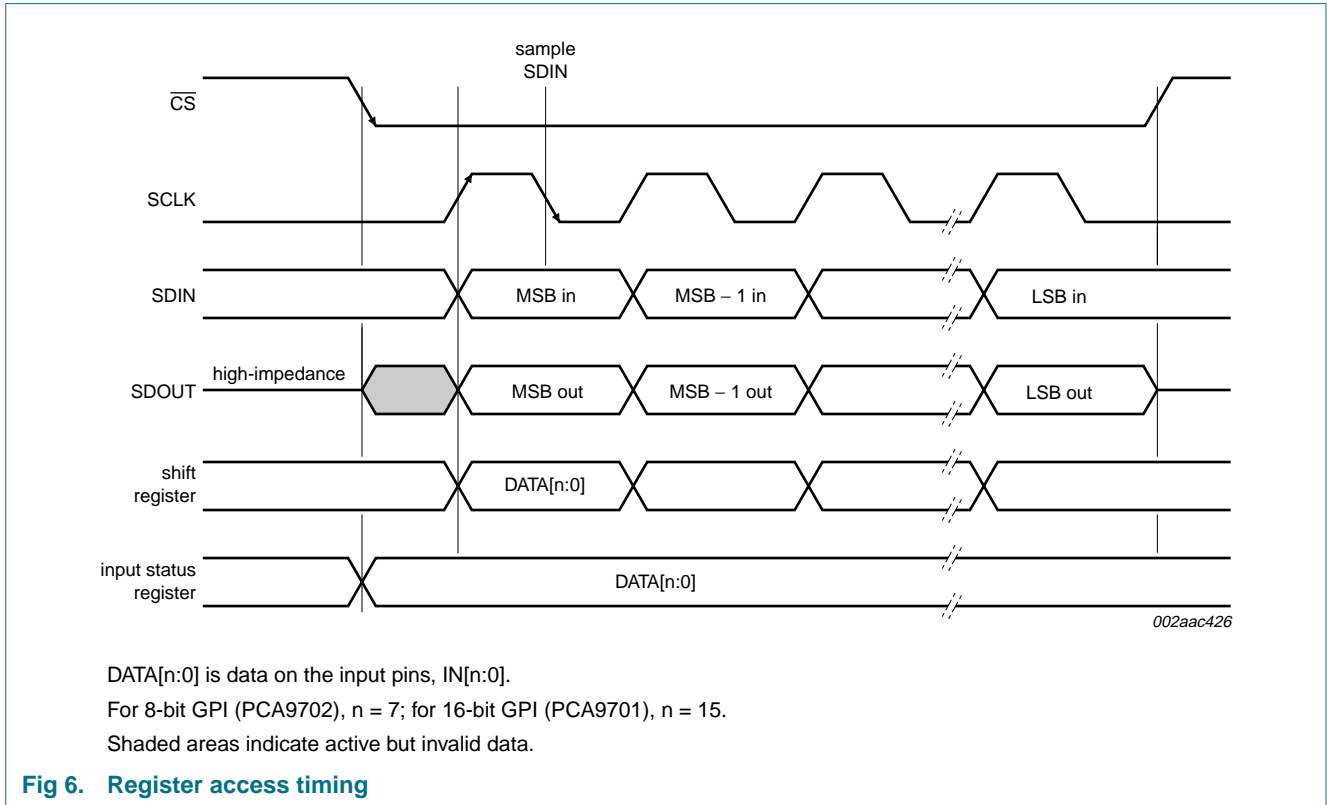 sample
SDIN
CS
SCLK
SDIN
MSB in
MSB − 1 in
LSB in
SDOUT
high-impedance
MSB out
MSB − 1 out
LSB out
shift
register
DATA[n:0]
input status
register
DATA[n:0]
002aac426
DATA[n:0] is data on the input pins, IN[n:0].
For 8-bit GPI (PCA9702), n = 7; for 16-bit GPI (PCA9701), n = 15.
Shaded areas indicate active but invalid data.
Fig 6. Register access timing